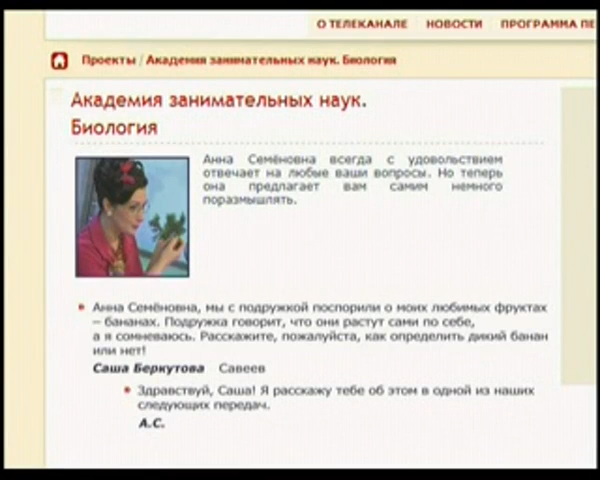 О ТЕЛЕКАНАЛЕ НОВОСТИ ПРОГРАММА ПЕ
Проекты / Академия занимательных наук. Биология
Академия занимательных наук.
Биология
Анна Семёновна всегда с удовольствием
отвечает на любые ваши вопросы. Но теперь
она предлагает вам самим немного
поразмышлять.
Анна Семёновна, мы с подружкой поспорили о моих любимых фруктах
– бананах. Подружка говорит, что они растут сами по себе,
а я сомневаюсь. Расскажите, пожалуйста, как определить дикий банан
или нет!
Саша Беркутова Савеев
Здравствуй, Саша! Я расскажу тебе об этом в одной из наших
следующих передач.
А.С.